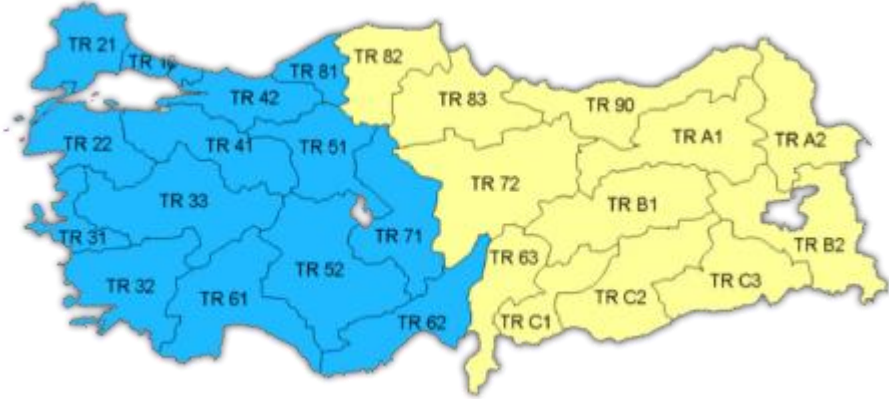 TR 21
TR 10
TR 81
TR 82
TR 42
TR 83
TR 90
TR 22
TR 41
TR 51
TR A1
TR A2
TR 72
TR 33
TR B1
TR 31
TR 71
TR B2
TR 52
TR 63
TR 32
TR C3
TR 61
TR C2
TR 62
TR C1